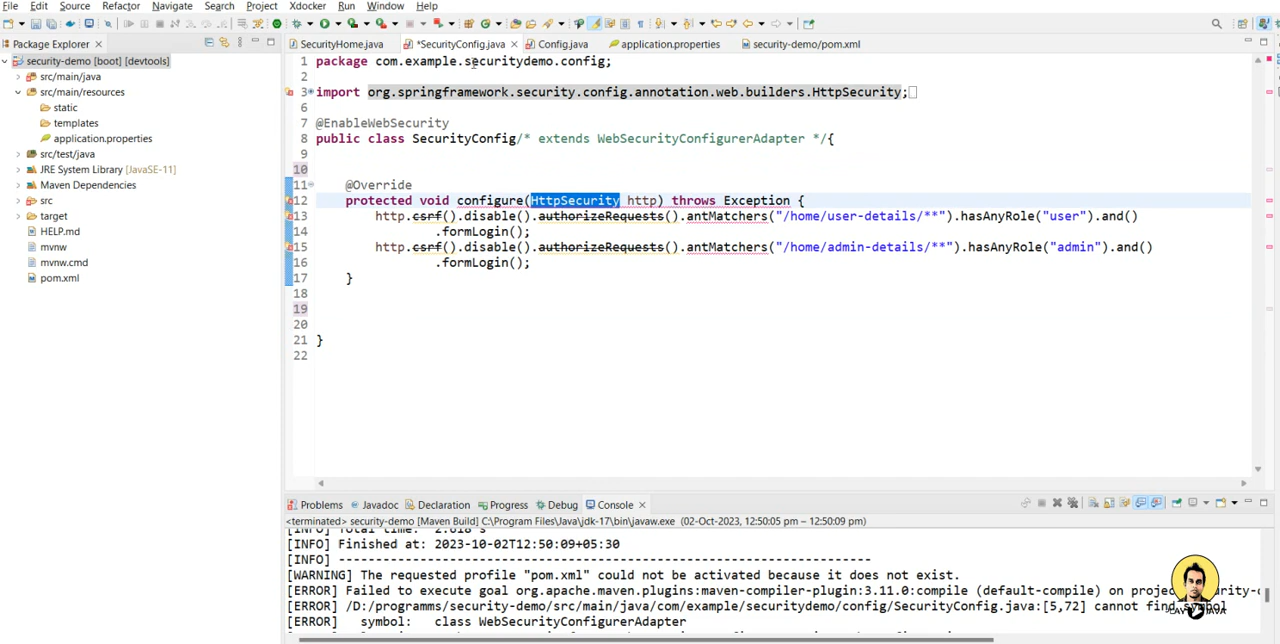 File Edit Source Refactor Navigate Search Project Xdocker Run Window Help
Package Explorer
SecurityHome.java *SecurityConfig.java Config.java application.properties security-demo/pom.xml
security-demo [boot] [devtools]
src/main/java
src/main/resources
static
templates
application.properties
src/test/java
JRE System Library [JavaSE-11]
Maven Dependencies
src
target
HELP.md
mvnw
mvnw.cmd
pom.xml
1 package com.example.securitydemo.config;
2
3 import org.springframework.security.config.annotation.web.builders.HttpSecurity;
6
7 @EnableWebSecurity
8 public class SecurityConfig/* extends WebSecurityConfigurerAdapter */{
9
10
11 @Override
12 protected void configure(HttpSecurity http) throws Exception {
13 http.csrf().disable().authorizeRequests().antMatchers("/home/user-details/**").hasAnyRole("user").and()
14 .formLogin();
15 http.csrf().disable().authorizeRequests().antMatchers("/home/admin-details/**").hasAnyRole("admin").and()
16 .formLogin();
17 }
18
19
20
21 }
22
Problems Javadoc Declaration Progress Debug Console
<terminated> security-demo [Maven Build] C:\Program Files\Java\jdk-17\bin\javaw.exe (02-Oct-2023, 12:50:05 pm – 12:50:09 pm)
[INFO] Total time: 2.618 s
[INFO] Finished at: 2023-10-02T12:50:09+05:30
[INFO] ------------------------------------------------------------------------
[WARNING] The requested profile "pom.xml" could not be activated because it does not exist.
[ERROR] Failed to execute goal org.apache.maven.plugins:maven-compiler-plugin:3.11.0:compile (default-compile) on project security-
[ERROR] /D:/programms/security-demo/src/main/java/com/example/securitydemo/config/SecurityConfig.java:[5,72] cannot find symbol
[ERROR] symbol: class WebSecurityConfigurerAdapter